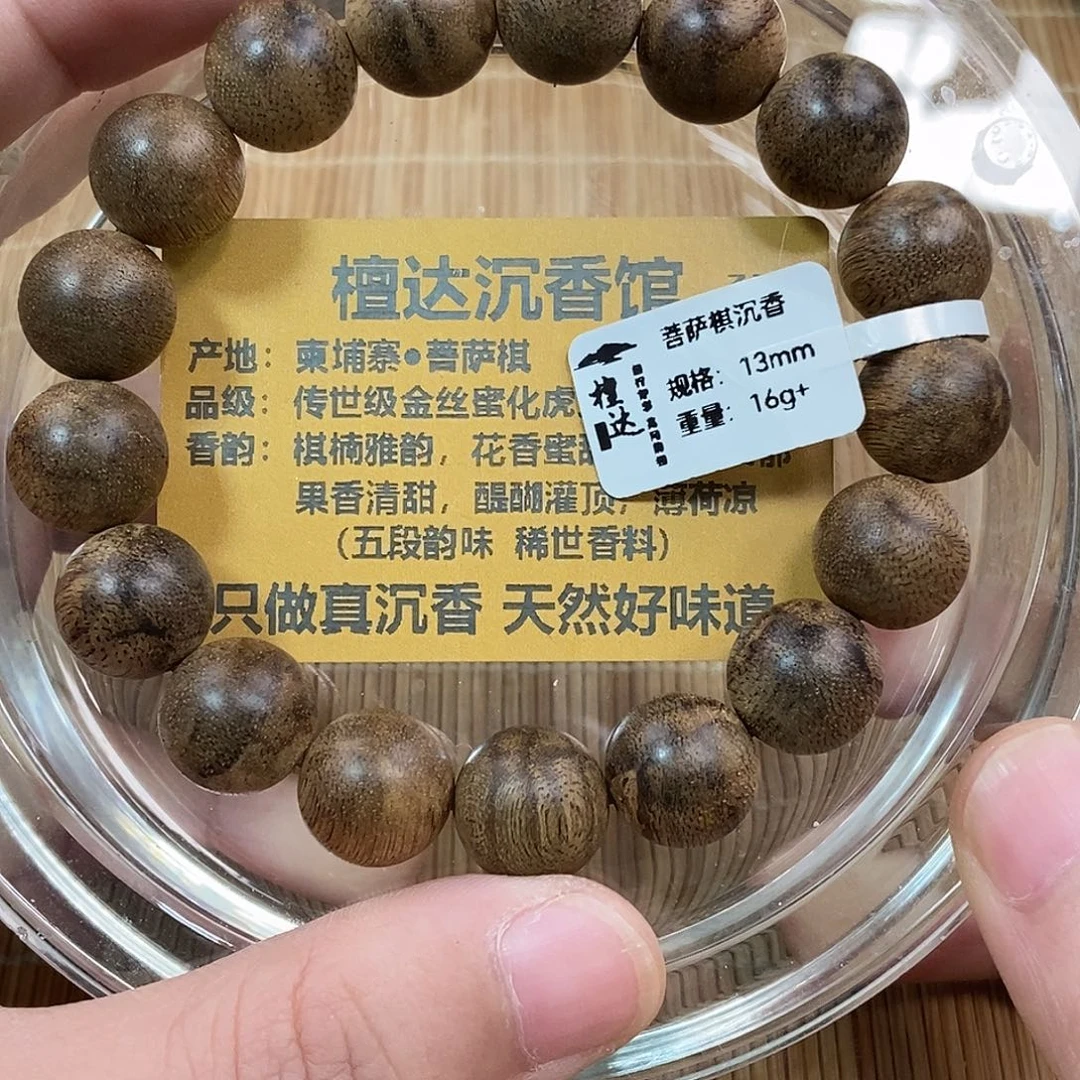 檀达沉香馆
产地：柬埔寨●菩萨棋
品级：传世级金丝蜜化虎
香韵：棋楠雅韵，花香蜜甜
果香清甜，醍醐灌顶，薄荷凉
(五段韵味 稀世香料)
只做真沉香 天然好味道
菩萨棋沉香
规格：13mm
重量：16g+
檀达